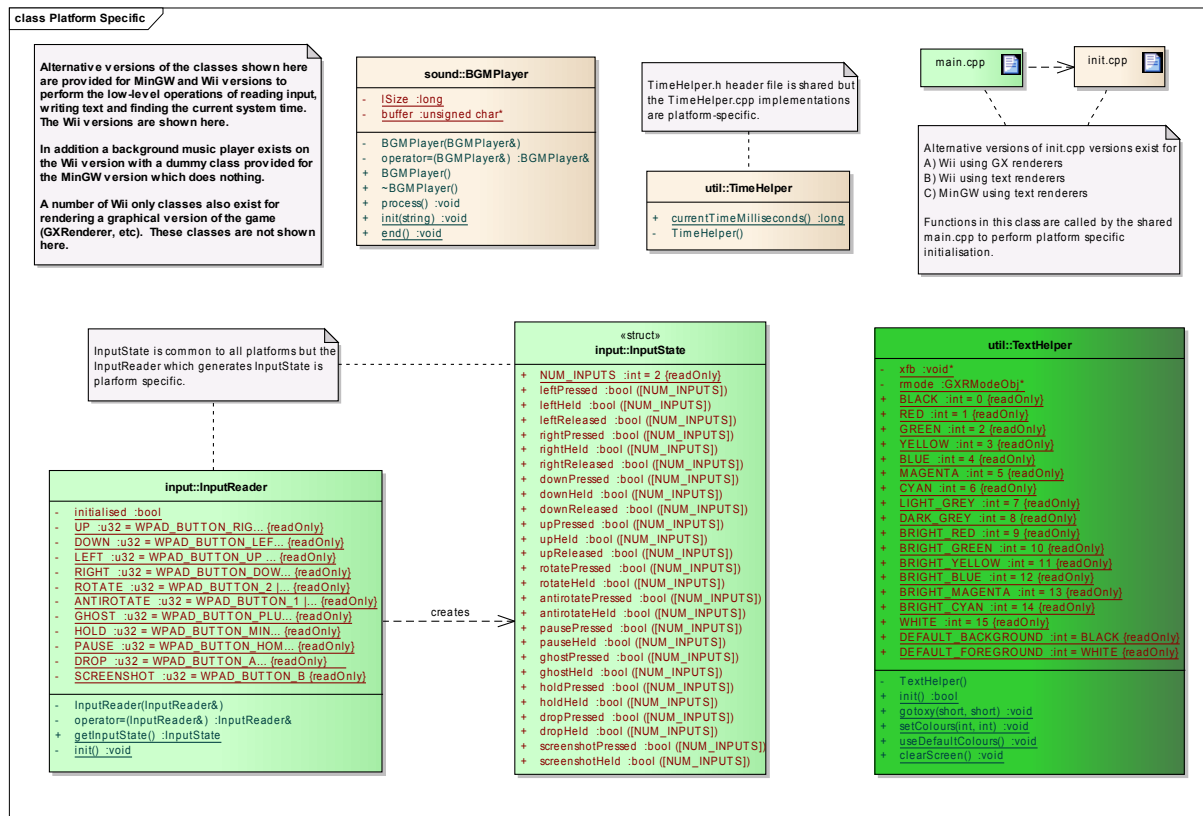 class Platform Specific
Alternative versions of the classes shown here
are provided for MinGW and Wii versions to
perform the low-level operations of reading input,
writing text and finding the current system time.
The Wii versions are shown here.
In addition a background music player exists on
the Wii version with a dummy class provided for
the MinGW version which does nothing.
A number of Wii only classes also exist for
rendering a graphical version of the game
(GXRenderer, etc). These classes are not shown
here.
sound::BGMPlayer
- lSize :long
- buffer :unsigned char*
- BGMPlayer(BGMPlayer&)
- operator=(BGMPlayer&) :BGMPlayer&
+ BGMPlayer()
+ ~BGMPlayer()
+ process() :void
+ init(string) :void
+ end() :void
TimeHelper.h header file is shared but
the TimeHelper.cpp implementations
are platform-specific.
util::TimeHelper
+ currentTimeMilliseconds() :long
- TimeHelper()
main.cpp
init.cpp
Alternative versions of init.cpp versions exist for
A) Wii using GX renderers
B) Wii using text renderers
C) MinGW using text renderers
Functions in this class are called by the shared
main.cpp to perform platform specific
initialisation.
InputState is common to all platforms but the
InputReader which generates InputState is
plarform specific.
input::InputReader
- initialised :bool
- UP :u32 = WPAD_BUTTON_RIG... {readOnly}
- DOWN :u32 = WPAD_BUTTON_LEF... {readOnly}
- LEFT :u32 = WPAD_BUTTON_UP ... {readOnly}
- RIGHT :u32 = WPAD_BUTTON_DOW... {readOnly}
- ROTATE :u32 = WPAD_BUTTON_2 |... {readOnly}
- ANTIROTATE :u32 = WPAD_BUTTON_1 |... {readOnly}
- GHOST :u32 = WPAD_BUTTON_PLU... {readOnly}
- HOLD :u32 = WPAD_BUTTON_MIN... {readOnly}
- PAUSE :u32 = WPAD_BUTTON_HOM... {readOnly}
- DROP :u32 = WPAD_BUTTON_A... {readOnly}
- SCREENSHOT :u32 = WPAD_BUTTON_B {readOnly}
- InputReader(InputReader&)
- operator=(InputReader&) :InputReader&
+ getInputState() :InputState
- init() :void
creates
«struct»
input::InputState
+ NUM_INPUTS :int = 2 {readOnly}
+ leftPressed :bool ([NUM_INPUTS])
+ leftHeld :bool ([NUM_INPUTS])
+ leftReleased :bool ([NUM_INPUTS])
+ rightPressed :bool ([NUM_INPUTS])
+ rightHeld :bool ([NUM_INPUTS])
+ rightReleased :bool ([NUM_INPUTS])
+ downPressed :bool ([NUM_INPUTS])
+ downHeld :bool ([NUM_INPUTS])
+ downReleased :bool ([NUM_INPUTS])
+ upPressed :bool ([NUM_INPUTS])
+ upHeld :bool ([NUM_INPUTS])
+ upReleased :bool ([NUM_INPUTS])
+ rotatePressed :bool ([NUM_INPUTS])
+ rotateHeld :bool ([NUM_INPUTS])
+ antirotatePressed :bool ([NUM_INPUTS])
+ antirotateHeld :bool ([NUM_INPUTS])
+ pausePressed :bool ([NUM_INPUTS])
+ pauseHeld :bool ([NUM_INPUTS])
+ ghostPressed :bool ([NUM_INPUTS])
+ ghostHeld :bool ([NUM_INPUTS])
+ holdPressed :bool ([NUM_INPUTS])
+ holdHeld :bool ([NUM_INPUTS])
+ dropPressed :bool ([NUM_INPUTS])
+ dropHeld :bool ([NUM_INPUTS])
+ screenshotPressed :bool ([NUM_INPUTS])
+ screenshotHeld :bool ([NUM_INPUTS])
util::TextHelper
- xfb :void*
- rmode :GXRModeObj*
+ BLACK :int = 0 {readOnly}
+ RED :int = 1 {readOnly}
+ GREEN :int = 2 {readOnly}
+ YELLOW :int = 3 {readOnly}
+ BLUE :int = 4 {readOnly}
+ MAGENTA :int = 5 {readOnly}
+ CYAN :int = 6 {readOnly}
+ LIGHT_GREY :int = 7 {readOnly}
+ DARK_GREY :int = 8 {readOnly}
+ BRIGHT_RED :int = 9 {readOnly}
+ BRIGHT_GREEN :int = 10 {readOnly}
+ BRIGHT_YELLOW :int = 11 {readOnly}
+ BRIGHT_BLUE :int = 12 {readOnly}
+ BRIGHT_MAGENTA :int = 13 {readOnly}
+ BRIGHT_CYAN :int = 14 {readOnly}
+ WHITE :int = 15 {readOnly}
+ DEFAULT_BACKGROUND :int = BLACK {readOnly}
+ DEFAULT_FOREGROUND :int = WHITE {readOnly}
- TextHelper()
+ init() :bool
+ gotoxy(short, short) :void
+ setColours(int, int) :void
+ useDefaultColours() :void
+ clearScreen() :void